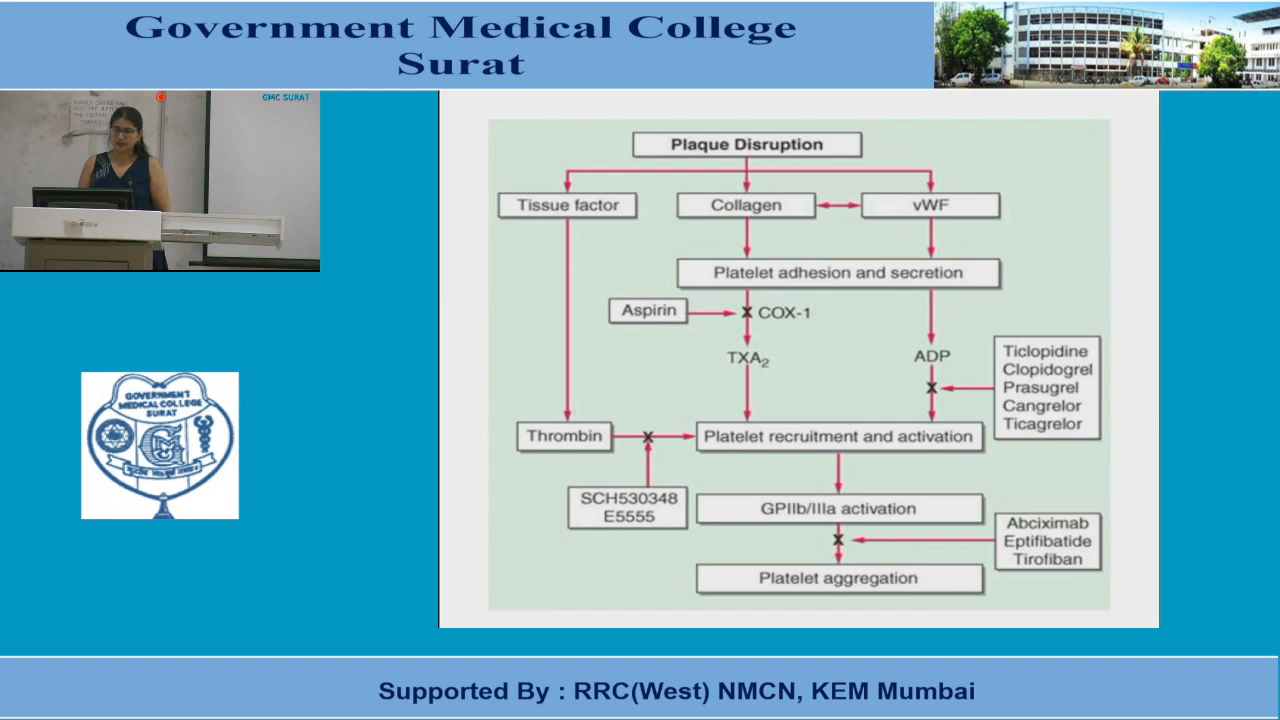 Government Medical College
Surat
GMC SURAT
Plaque Disruption
Tissue factor
Collagen
vWF
Platelet adhesion and secretion
Aspirin
X COX-1
TXA₂
ADP
Ticlopidine
Clopidogrel
Prasugrel
Cangrelor
Ticagrelor
X
Thrombin
X
Platelet recruitment and activation
SCH530348
E5555
GPIIb/IIIa activation
X
Abciximab
Eptifibatide
Tirofiban
Platelet aggregation
GOVERNMENT
MEDICAL COLLEGE
SURAT
Supported By : RRC(West) NMCN, KEM Mumbai